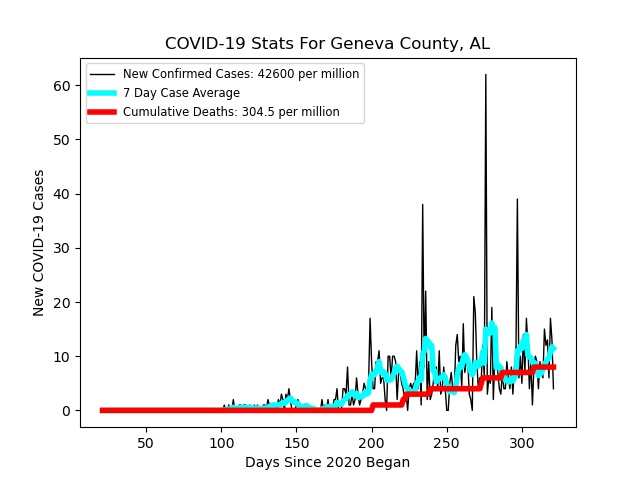 COVID-19 Stats For Geneva County, AL
New Confirmed Cases: 42600 per million
7 Day Case Average
Cumulative Deaths: 304.5 per million
New COVID-19 Cases
60
50
40
30
20
10
0
50 100 150 200 250 300
Days Since 2020 Began